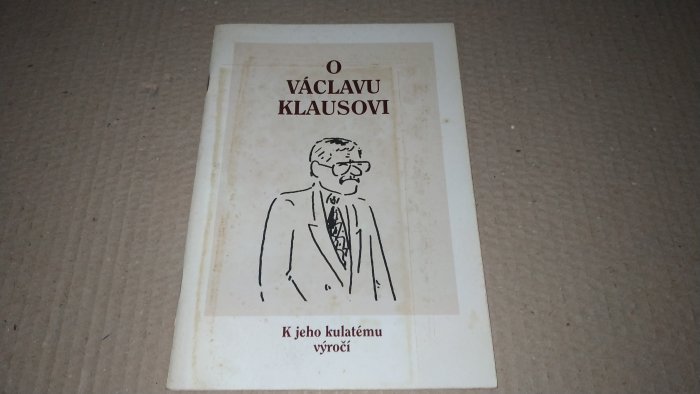 O
VÁCLAVU
KLAUSOVI
K jeho kulatému
výročí